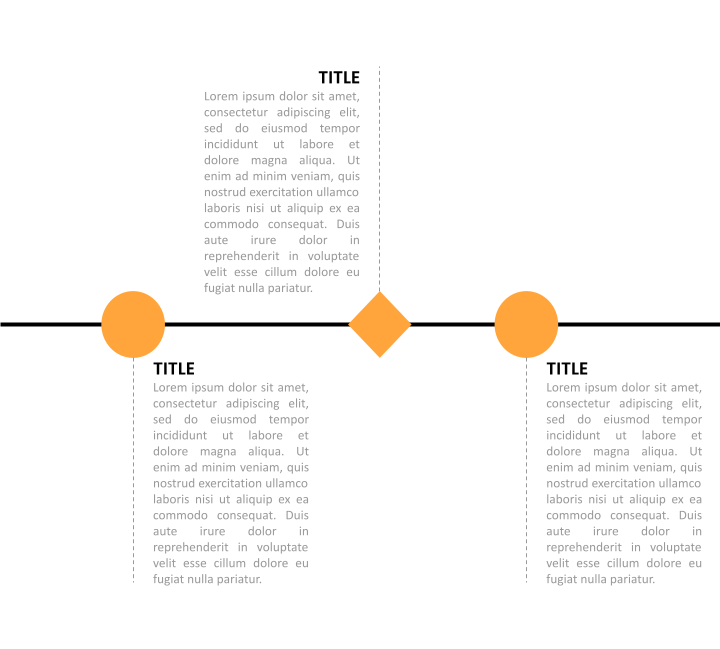 TITLE
Lorem ipsum dolor sit amet,
consectetur adipiscing elit,
sed do eiusmod tempor
incididunt ut labore et
dolore magna aliqua. Ut
enim ad minim veniam, quis
nostrud exercitation ullamco
laboris nisi ut aliquip ex ea
commodo consequat. Duis
aute irure dolor in
reprehenderit in voluptate
velit esse cillum dolore eu
fugiat nulla pariatur.
TITLE
Lorem ipsum dolor sit amet,
consectetur adipiscing elit,
sed do eiusmod tempor
incididunt ut labore et
dolore magna aliqua. Ut
enim ad minim veniam, quis
nostrud exercitation ullamco
laboris nisi ut aliquip ex ea
commodo consequat. Duis
aute irure dolor in
reprehenderit in voluptate
velit esse cillum dolore eu
fugiat nulla pariatur.
TITLE
Lorem ipsum dolor sit amet,
consectetur adipiscing elit,
sed do eiusmod tempor
incididunt ut labore et
dolore magna aliqua. Ut
enim ad minim veniam, quis
nostrud exercitation ullamco
laboris nisi ut aliquip ex ea
commodo consequat. Duis
aute irure dolor in
reprehenderit in voluptate
velit esse cillum dolore eu
fugiat nulla pariatur.